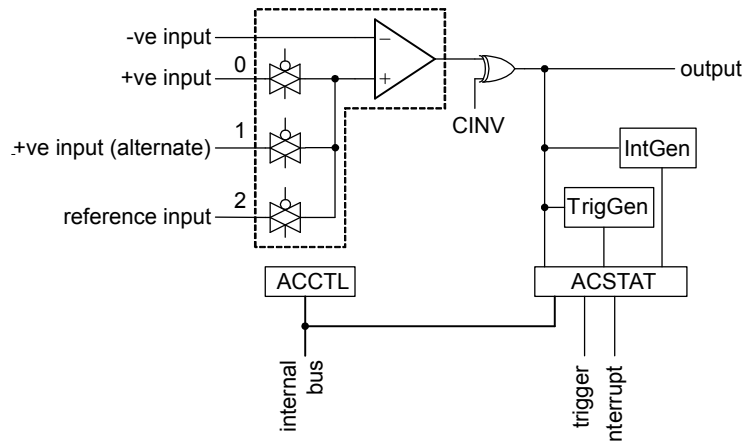 -ve input
−
0
+ve input
+
output
CINV
1
+ve input (alternate)
IntGen
2
TrigGen
reference input
ACCTL
ACSTAT
internal
bus
trigger
nterrupt